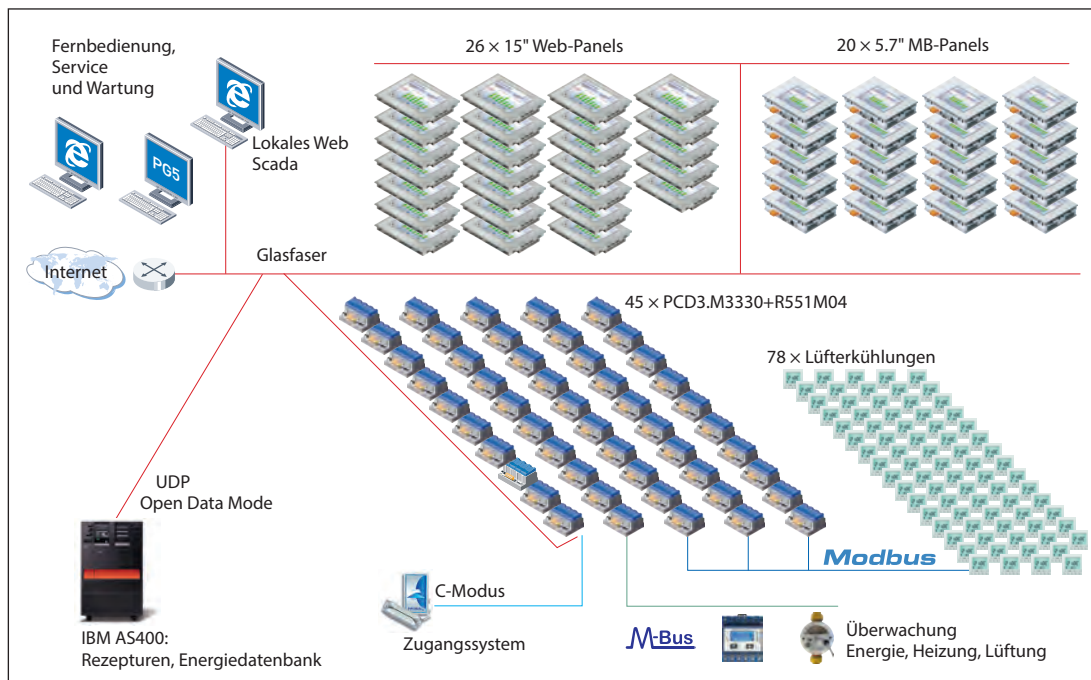 Fernbedienung,
Service
und Wartung
26 × 15" Web-Panels
20 × 5.7" MB-Panels
PG5
Lokales Web
Scada
Internet
Glasfaser
45 × PCD3.M3330+R551M04
78 × Lüfterkühlungen
UDP
Open Data Mode
Modbus
C-Modus
Zugangssystem
M-Bus
Überwachung
Energie, Heizung, Lüftung
IBM AS400:
Rezepturen, Energiedatenbank